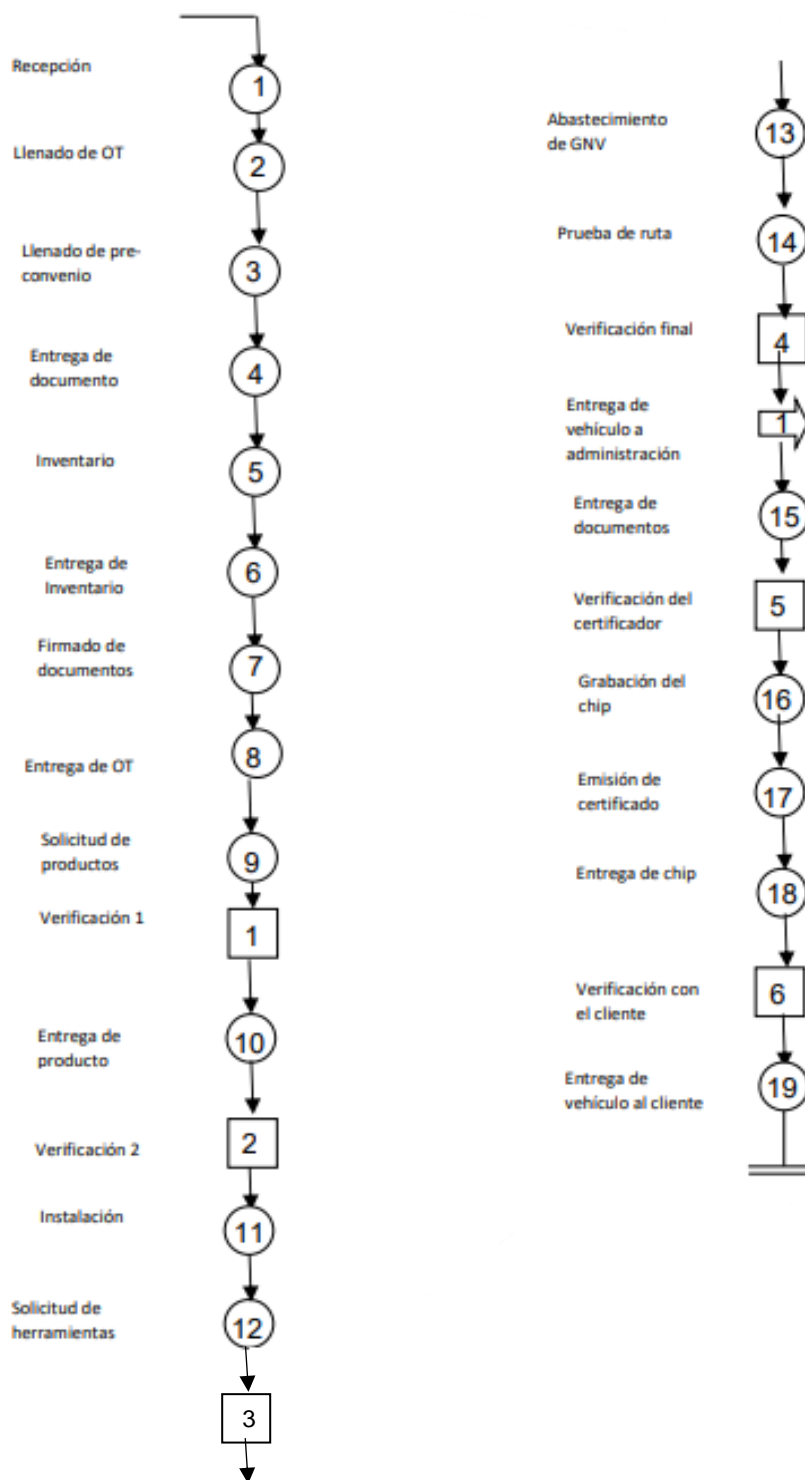 Recepción
1
Llenado de OT
2
Llenado de pre-
convenio
3
Entrega de
documento
4
Inventario
5
Entrega de
Inventario
6
Firmado de
documentos
7
Entrega de OT
8
Solicitud de
productos
9
Verificación 1
1
Entrega de
producto
10
Verificación 2
2
Instalación
11
Solicitud de
herramientas
12
3
Abastecimiento
de GNV
13
Prueba de ruta
14
Verificación final
4
Entrega de
vehículo a
administración
1
Entrega de
documentos
15
Verificación del
certificador
5
Grabación del
chip
16
Emisión de
certificado
17
Entrega de chip
18
Verificación con
el cliente
6
Entrega de
vehículo al cliente
19